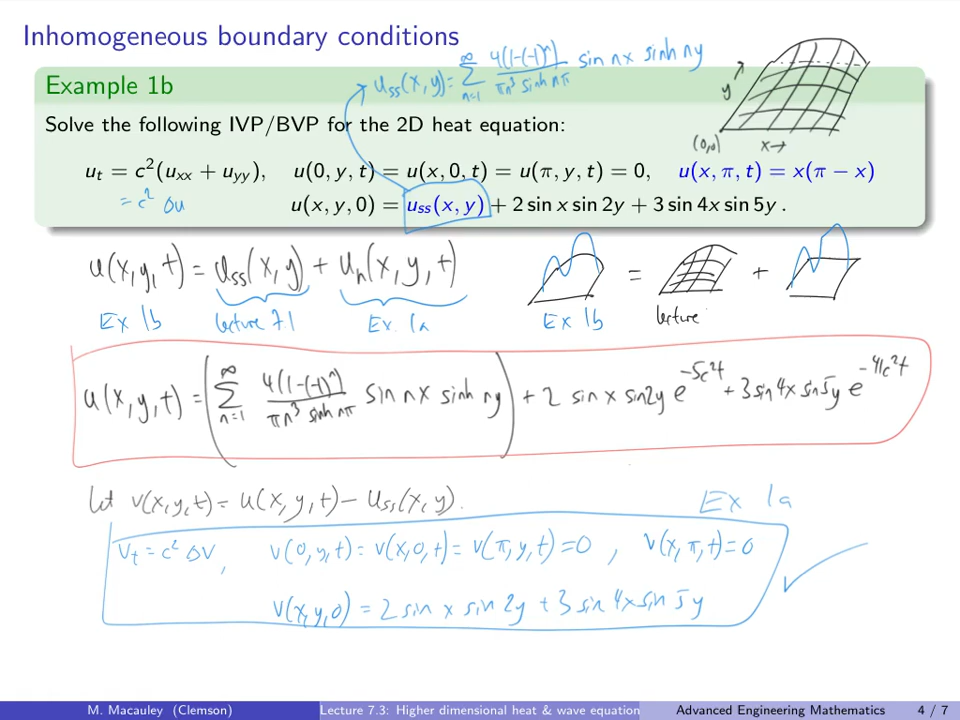 Inhomogeneous boundary conditions
u_ss(x,y) = ∑_{n=1}^{∞} 4(1-(-1)^n)/(πn³ sinh nπ) sin nx sinh ny
Example 1b
y
Solve the following IVP/BVP for the 2D heat equation:
(0,0) x→
u_t = c²(u_xx + u_yy), u(0, y, t) = u(x, 0, t) = u(π, y, t) = 0, u(x, π, t) = x(π − x)
= c² Δu
u(x, y, 0) = u_ss(x, y) + 2 sin x sin 2y + 3 sin 4x sin 5y .
u(x,y,t) = u_ss(x,y) + u_h(x,y,t)
= +
Ex 1b lecture 7.1 Ex. 1a Ex 1b lecture
u(x,y,t) = (∑_{n=1}^{∞} 4(1-(-1)^n)/(πn³ sinh nπ) sin nx sinh ny) + 2 sin x sin 2y e^{-5c²t} + 3 sin 4x sin 5y e^{-41c²t}
let v(x,y,t) = u(x,y,t) − u_ss(x,y).
Ex 1a
v_t = c² Δv, v(0,y,t) = v(x,0,t) = v(π,y,t) = 0, v(x,π,t) = 0
v(x,y,0) = 2 sin x sin 2y + 3 sin 4x sin 5y
M. Macauley (Clemson) Lecture 7.3: Higher dimensional heat & wave equation Advanced Engineering Mathematics 4 / 7